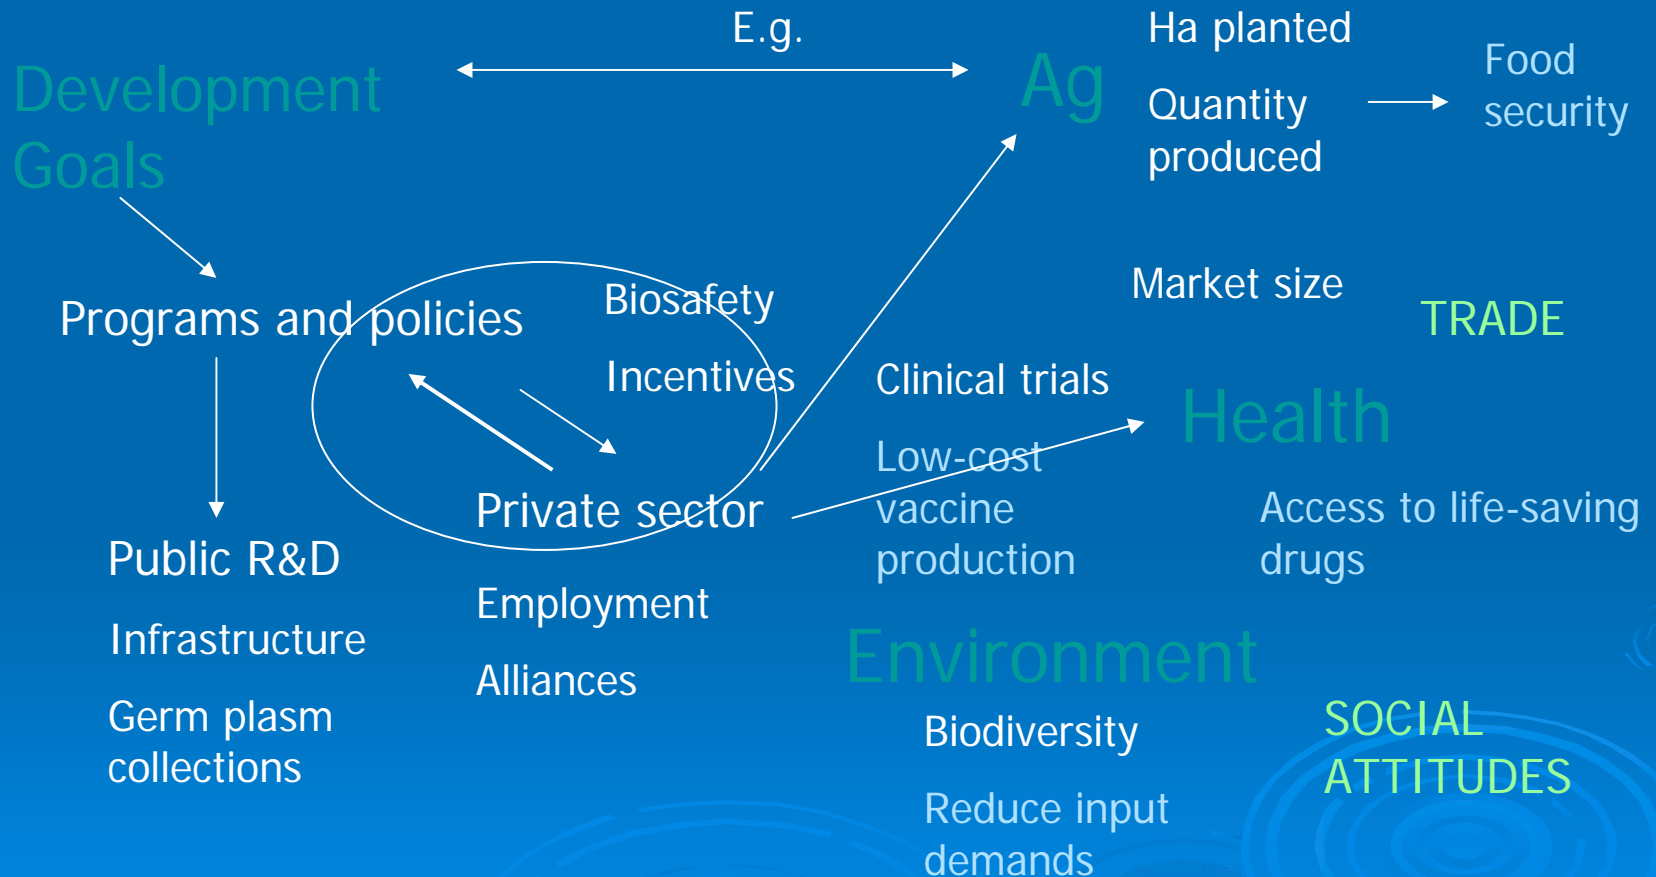 E.g.
Development
Goals
Ag
Ha planted
Quantity
produced
Food
security
Programs and policies
Biosafety
Incentives
Market size
TRADE
Clinical trials
Health
Low-cost
vaccine
production
Access to life-saving
drugs
Private sector
Employment
Alliances
Public R&D
Infrastructure
Germ plasm
collections
Environment
Biodiversity
Reduce input
demands
SOCIAL
ATTITUDES